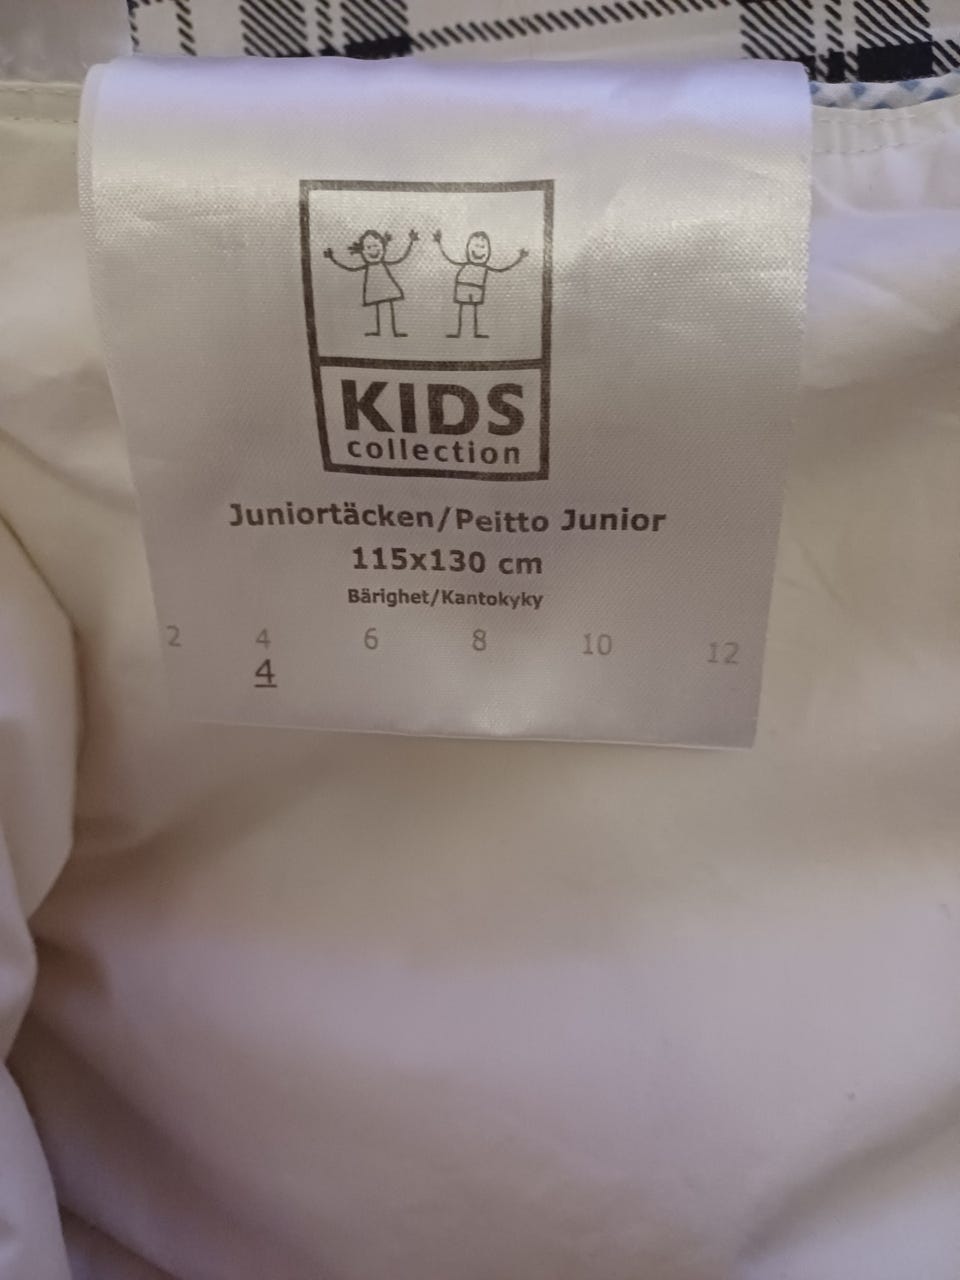 KIDS
collection
Juniortäcken/Peitto Junior
115x130 cm
Bärighet/Kantokyky
2 4 6 8 10 12
4